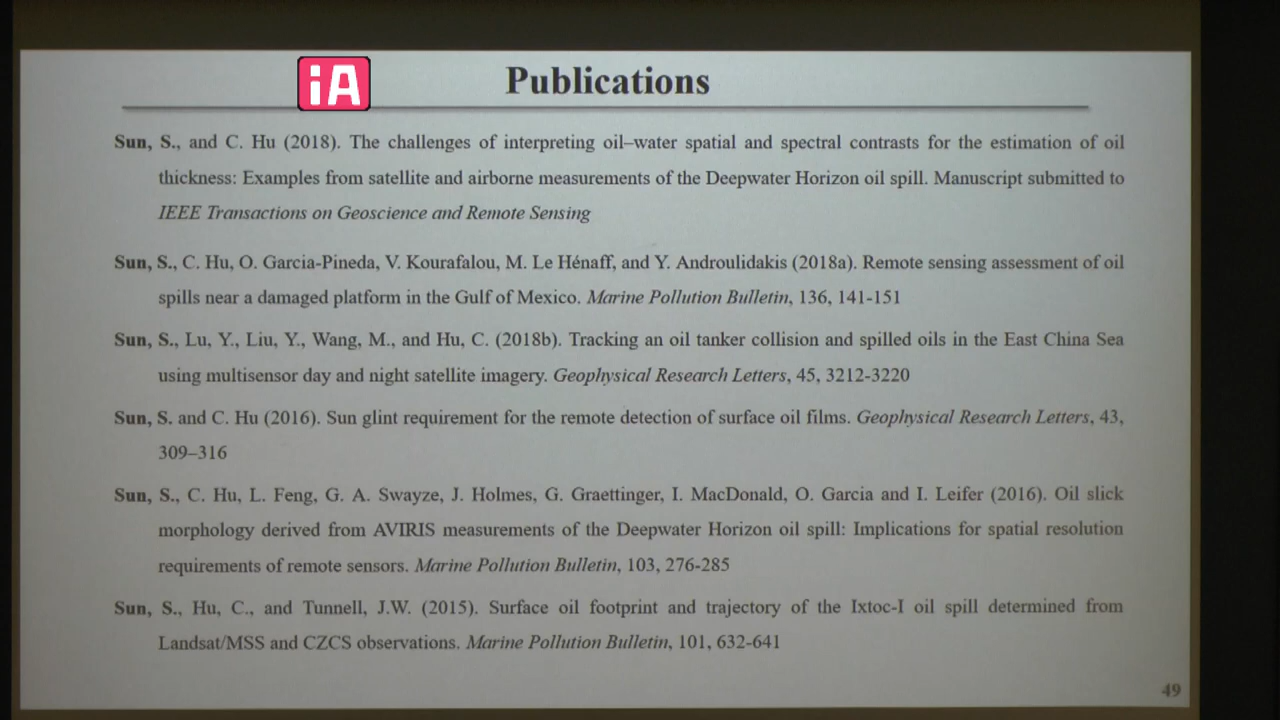 iA
Publications
Sun, S., and C. Hu (2018). The challenges of interpreting oil–water spatial and spectral contrasts for the estimation of oil
thickness: Examples from satellite and airborne measurements of the Deepwater Horizon oil spill. Manuscript submitted to
IEEE Transactions on Geoscience and Remote Sensing
Sun, S., C. Hu, O. Garcia-Pineda, V. Kourafalou, M. Le Hénaff, and Y. Androulidakis (2018a). Remote sensing assessment of oil
spills near a damaged platform in the Gulf of Mexico. Marine Pollution Bulletin, 136, 141-151
Sun, S., Lu, Y., Liu, Y., Wang, M., and Hu, C. (2018b). Tracking an oil tanker collision and spilled oils in the East China Sea
using multisensor day and night satellite imagery. Geophysical Research Letters, 45, 3212-3220
Sun, S. and C. Hu (2016). Sun glint requirement for the remote detection of surface oil films. Geophysical Research Letters, 43,
309–316
Sun, S., C. Hu, L. Feng, G. A. Swayze, J. Holmes, G. Graettinger, I. MacDonald, O. Garcia and I. Leifer (2016). Oil slick
morphology derived from AVIRIS measurements of the Deepwater Horizon oil spill: Implications for spatial resolution
requirements of remote sensors. Marine Pollution Bulletin, 103, 276-285
Sun, S., Hu, C., and Tunnell, J.W. (2015). Surface oil footprint and trajectory of the Ixtoc-I oil spill determined from
Landsat/MSS and CZCS observations. Marine Pollution Bulletin, 101, 632-641
49